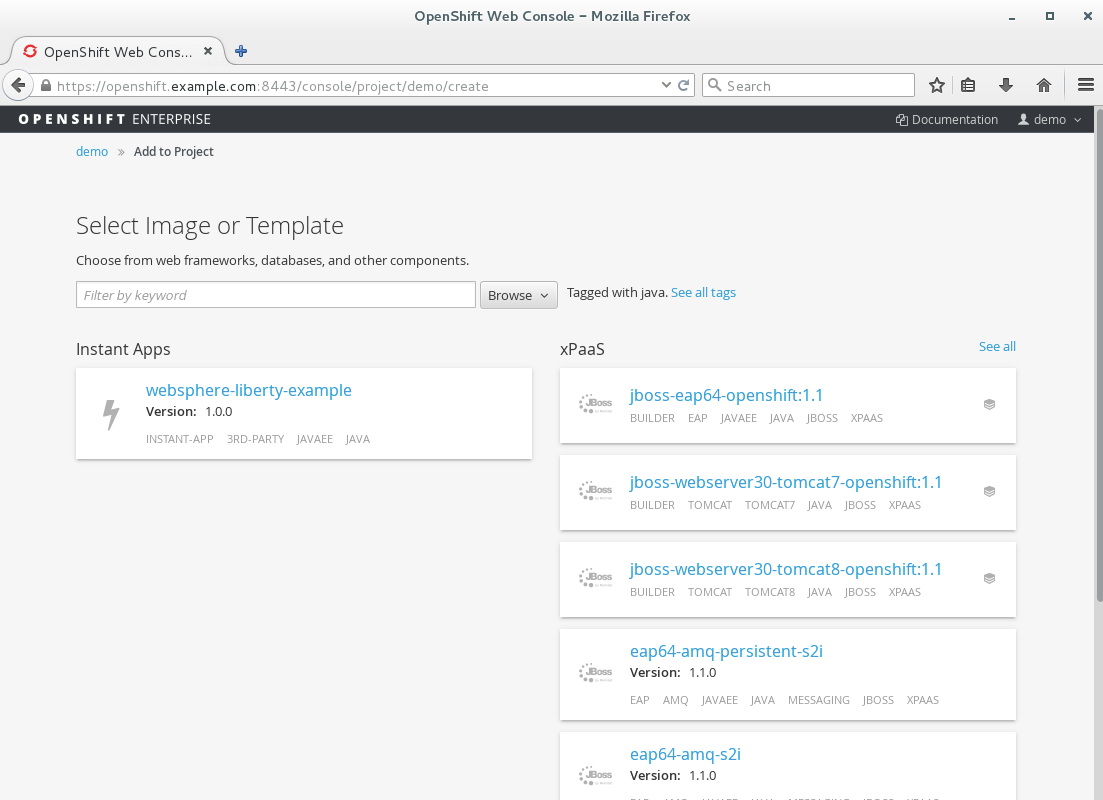 OpenShift Web Console – Mozilla Firefox
OpenShift Web Cons...
https://openshift.example.com:8443/console/project/demo/create
Search
OPENSHIFT ENTERPRISE
Documentation
demo
demo » Add to Project
Select Image or Template
Choose from web frameworks, databases, and other components.
Filter by keyword
Browse
Tagged with java. See all tags
Instant Apps
websphere-liberty-example
Version: 1.0.0
INSTANT-APP 3RD-PARTY JAVAEE JAVA
xPaaS
See all
JBoss
jboss-eap64-openshift:1.1
BUILDER EAP JAVAEE JAVA JBOSS XPAAS
JBoss
jboss-webserver30-tomcat7-openshift:1.1
BUILDER TOMCAT TOMCAT7 JAVA JBOSS XPAAS
JBoss
jboss-webserver30-tomcat8-openshift:1.1
BUILDER TOMCAT TOMCAT8 JAVA JBOSS XPAAS
JBoss
eap64-amq-persistent-s2i
Version: 1.1.0
EAP AMQ JAVAEE JAVA MESSAGING JBOSS XPAAS
JBoss
eap64-amq-s2i
Version: 1.1.0